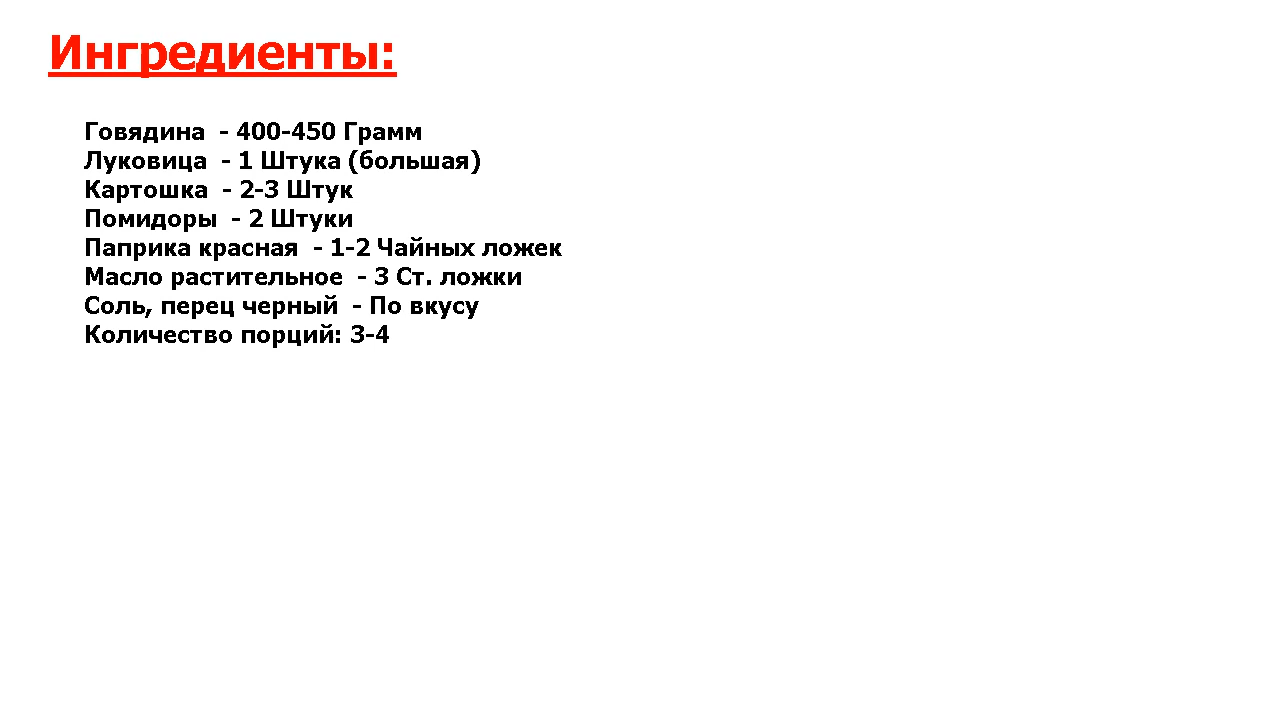 Ингредиенты:
Говядина  - 400-450 Грамм
Луковица  - 1 Штука (большая)
Картошка  - 2-3 Штук
Помидоры  - 2 Штуки
Паприка красная  - 1-2 Чайных ложек
Масло растительное  - 3 Ст. ложки
Соль, перец черный  - По вкусу
Количество порций: 3-4